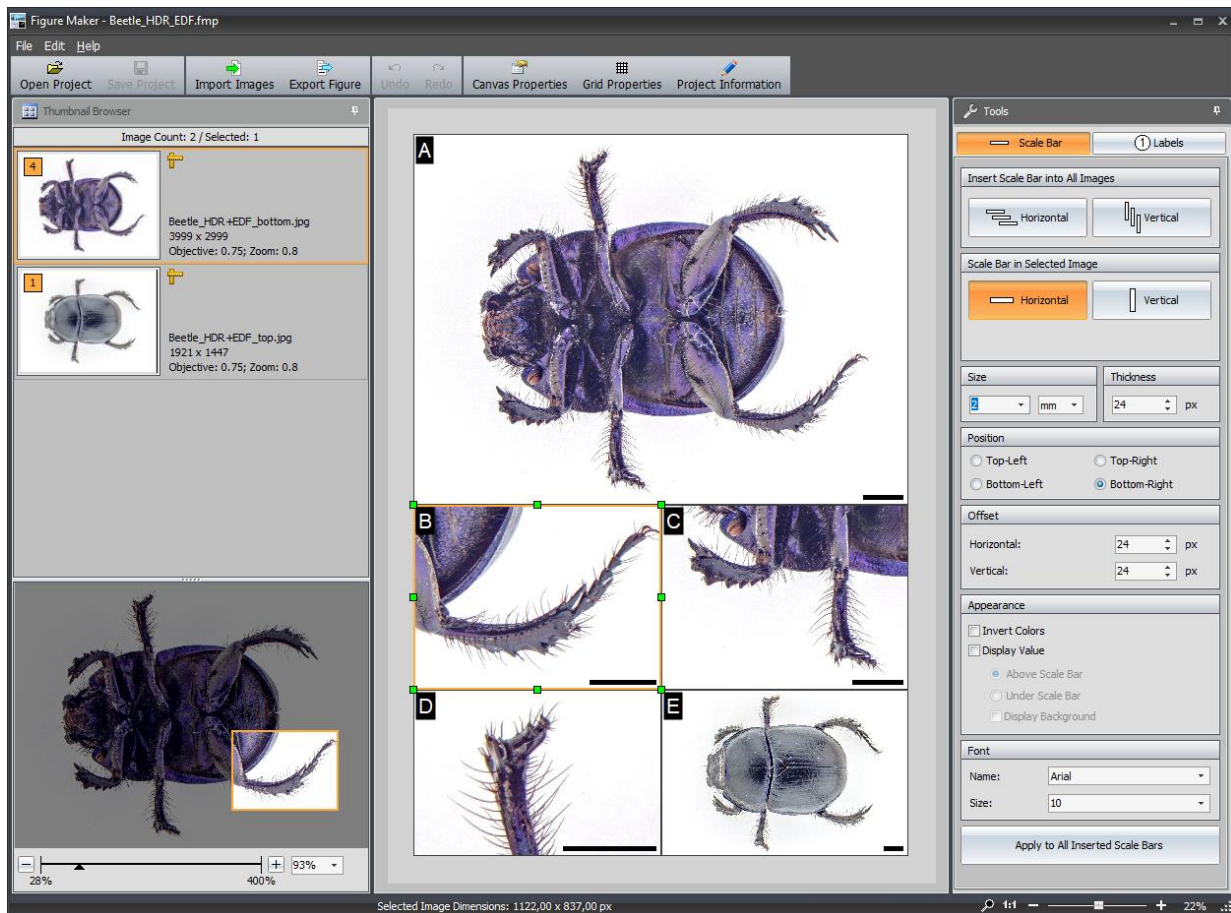 Figure Maker - Beetle_HDR_EDF.fmp
File Edit Help
Open Project Save Project Import Images Export Figure Undo Redo Canvas Properties Grid Properties Project Information
Thumbnail Browser
Image Count: 2 / Selected: 1
4
Beetle_HDR+EDF_bottom.jpg
3999 x 2999
Objective: 0.75; Zoom: 0.8
1
Beetle_HDR+EDF_top.jpg
1921 x 1447
Objective: 0.75; Zoom: 0.8
93%
28% 400%
A
B C
D E
Selected Image Dimensions: 1122,00 x 837,00 px
Tools
Scale Bar 1 Labels
Insert Scale Bar into All Images
Horizontal Vertical
Scale Bar in Selected Image
Horizontal Vertical
Size Thickness
2 mm 24 px
Position
Top-Left Top-Right
Bottom-Left Bottom-Right
Offset
Horizontal: 24 px
Vertical: 24 px
Appearance
Invert Colors
Display Value
Above Scale Bar
Under Scale Bar
Display Background
Font
Name: Arial
Size: 10
Apply to All Inserted Scale Bars
1:1 22%